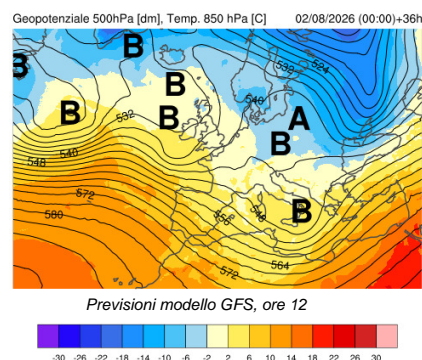 Geopotenziale 500hPa [dm], Temp. 850 hPa [C] 02/08/2026 (00:00)+36h
B
B
B
B
B
532
524
540
A
B
532
548
540
572
580
556
548
B
564
572
Previsioni modello GFS, ore 12
-30 -26 -22 -18 -14 -10 -6 -2 2 6 10 14 18 22 26 30